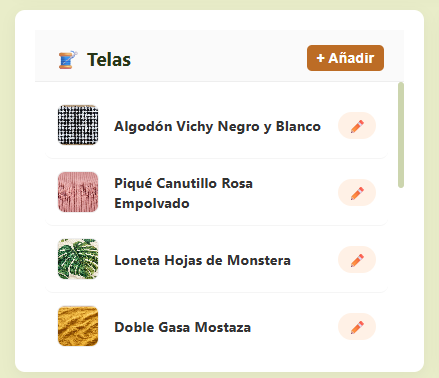 Telas
+ Añadir
Algodón Vichy Negro y Blanco
Piqué Canutillo Rosa
Empolvado
Loneta Hojas de Monstera
Doble Gasa Mostaza